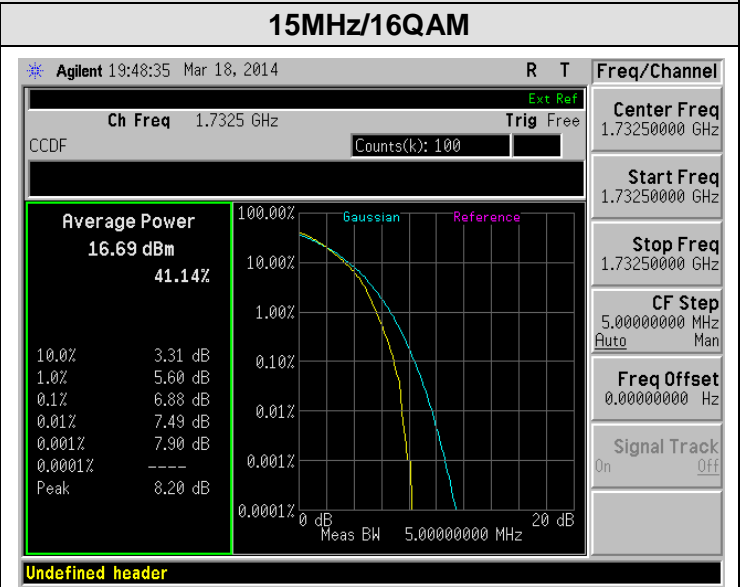 15MHz/16QAM
Agilent 19:48:35 Mar 18, 2014 R T
Freq/Channel
Ext Ref
Ch Freq 1.7325 GHz Trig Free
CCDF Counts(k): 100
Center Freq
1.73250000 GHz
Start Freq
1.73250000 GHz
Stop Freq
1.73250000 GHz
CF Step
5.00000000 MHz
Auto Man
Freq Offset
0.00000000 Hz
Signal Track
On Off
Average Power
16.69 dBm
41.14%
10.0% 3.31 dB
1.0% 5.60 dB
0.1% 6.88 dB
0.01% 7.49 dB
0.001% 7.90 dB
0.0001% ----
Peak 8.20 dB
Gaussian Reference
100.00%
10.00%
1.00%
0.10%
0.01%
0.001%
0.0001%
0 dB 20 dB
Meas BW 5.00000000 MHz
Undefined header